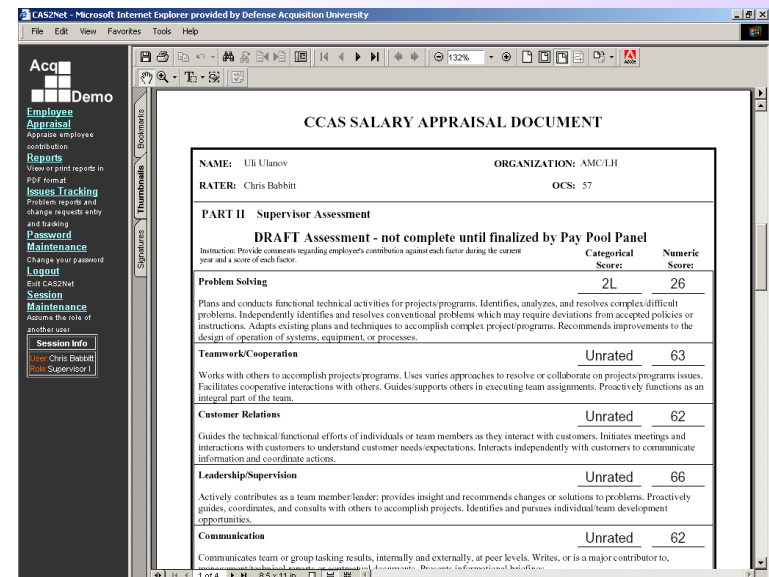 CAS2Net - Microsoft Internet Explorer provided by Defense Acquisition University
File Edit View Favorites Tools Help
Acq
Demo
Employee
Appraisal
Appraise employee
contribution
Reports
View or print reports in
PDF format
Issues Tracking
Problem reports and
change requests entry
and tracking
Password
Maintenance
Change your password
Logout
Exit CAS2Net
Session
Maintenance
Assume the role of
another user
Session Info
User:Chris Babbitt
Role:Supervisor I
132%
Adobe
Bookmarks
Thumbnails
Signatures
CCAS SALARY APPRAISAL DOCUMENT
NAME: Uli Ulanov ORGANIZATION: AMC/LH
RATER: Chris Babbitt OCS: 57
PART II Supervisor Assessment
DRAFT Assessment - not complete until finalized by Pay Pool Panel
Instruction: Provide comments regarding employee's contribution against each factor during the current
year and a score of each factor.
Categorical Score: Numeric Score:
Problem Solving 2L 26
Plans and conducts functional technical activities for projects/programs. Identifies, analyzes, and resolves complex/difficult
problems. Independently identifies and resolves conventional problems which may require deviations from accepted policies or
instructions. Adapts existing plans and techniques to accomplish complex project/programs. Recommends improvements to the
design of operation of systems, equipment, or processes.
Teamwork/Cooperation Unrated 63
Works with others to accomplish projects/programs. Uses varies approaches to resolve or collaborate on projects/programs issues.
Facilitates cooperative interactions with others. Guides/supports others in executing team assignments. Proactively functions as an
integral part of the team.
Customer Relations Unrated 62
Guides the technical/functional efforts of individuals or team members as they interact with customers. Initiates meetings and
interactions with customers to understand customer needs/expectations. Interacts independently with customers to communicate
information and coordinate actions.
Leadership/Supervision Unrated 66
Actively contributes as a team member/leader; provides insight and recommends changes or solutions to problems. Proactively
guides, coordinates, and consults with others to accomplish projects. Identifies and pursues individual/team development
opportunities.
Communication Unrated 62
Communicates team or group tasking results, internally and externally, at peer levels. Writes, or is a major contributor to,
management/technical reports or contractual documents. Presents informational briefings.
1 of 4 8.5 x 11 in